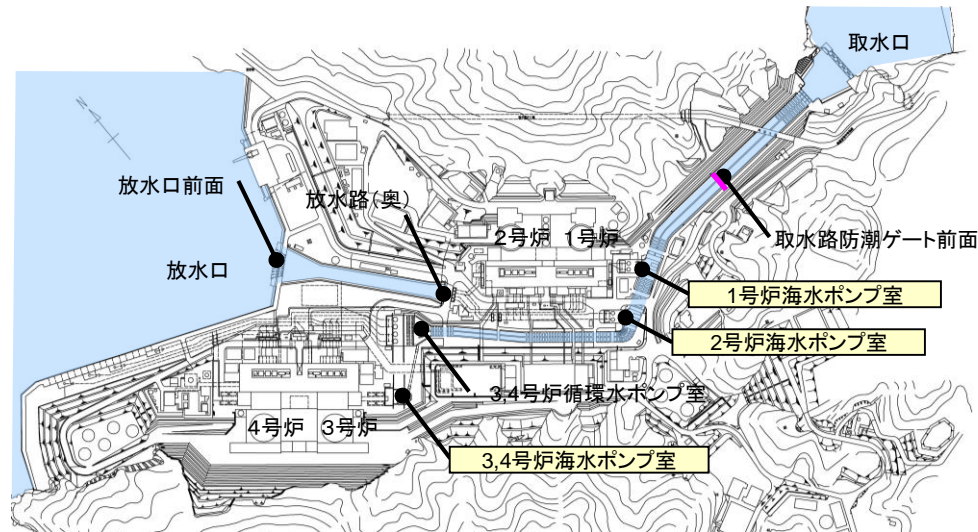 取水口
N
放水口前面
放水路（奥）
2号炉 1号炉
取水路防潮ゲート前面
放水口
1号炉海水ポンプ室
2号炉海水ポンプ室
3,4号炉循環水ポンプ室
4号炉 3号炉
3,4号炉海水ポンプ室